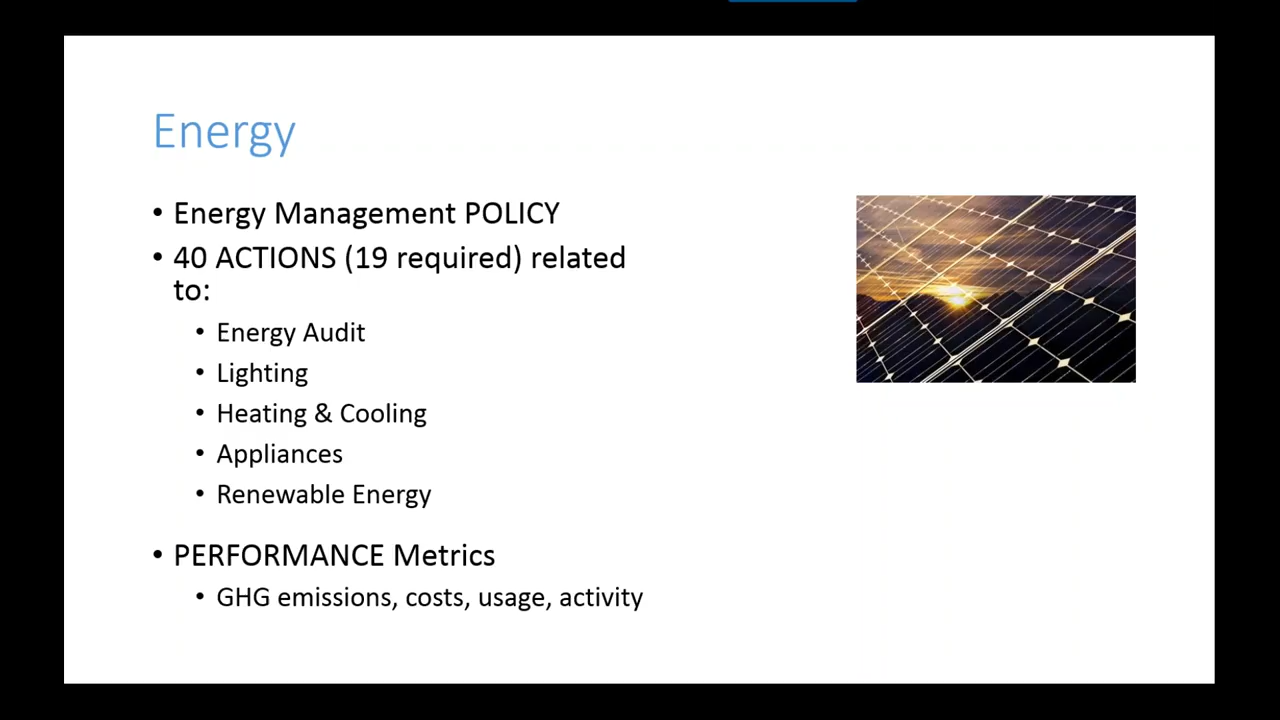 Energy
• Energy Management POLICY
• 40 ACTIONS (19 required) related
to:
• Energy Audit
• Lighting
• Heating & Cooling
• Appliances
• Renewable Energy
• PERFORMANCE Metrics
• GHG emissions, costs, usage, activity